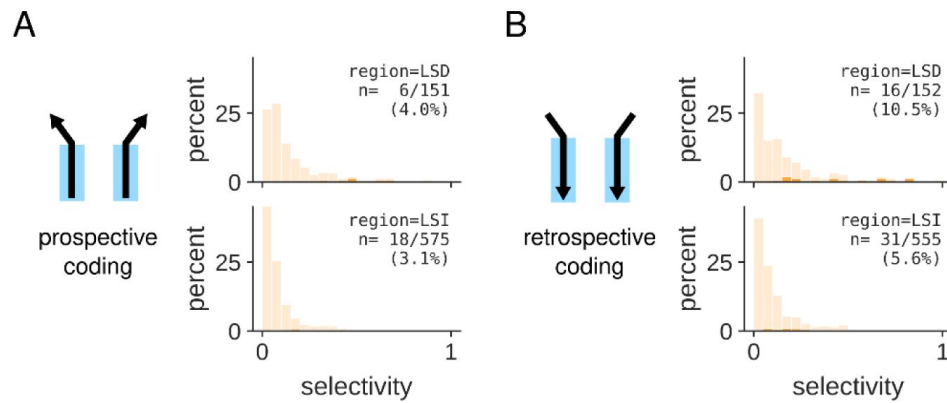 A
prospective
coding
percent
25
0
region=LSD
n= 6/151
(4.0%)
percent
25
0
region=LSI
n= 18/575
(3.1%)
0
1
selectivity
B
retrospective
coding
percent
25
0
region=LSD
n= 16/152
(10.5%)
percent
25
0
region=LSI
n= 31/555
(5.6%)
0
1
selectivity